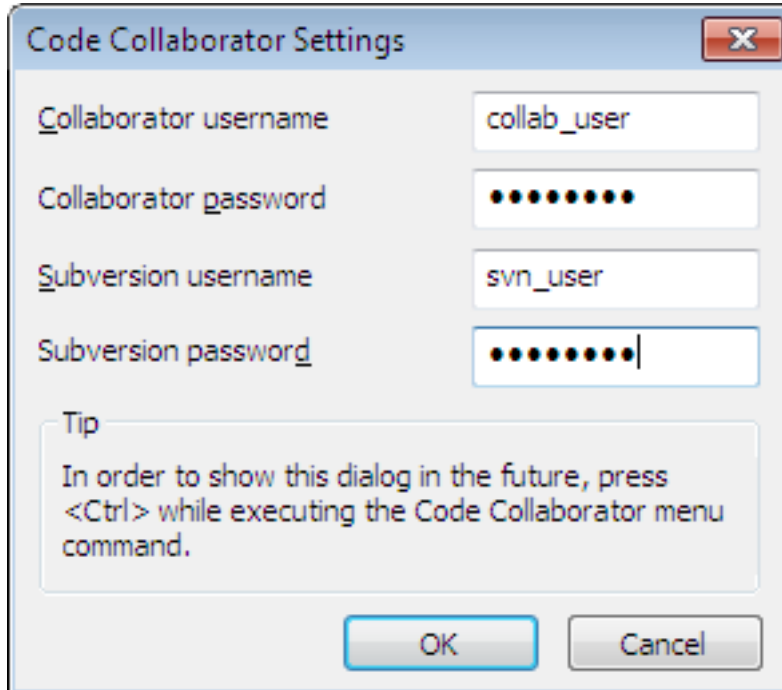 Code Collaborator Settings
Collaborator username collab_user
Collaborator password ●●●●●●●●
Subversion username svn_user
Subversion password ●●●●●●●●
Tip
In order to show this dialog in the future, press
<Ctrl> while executing the Code Collaborator menu
command.
OK Cancel